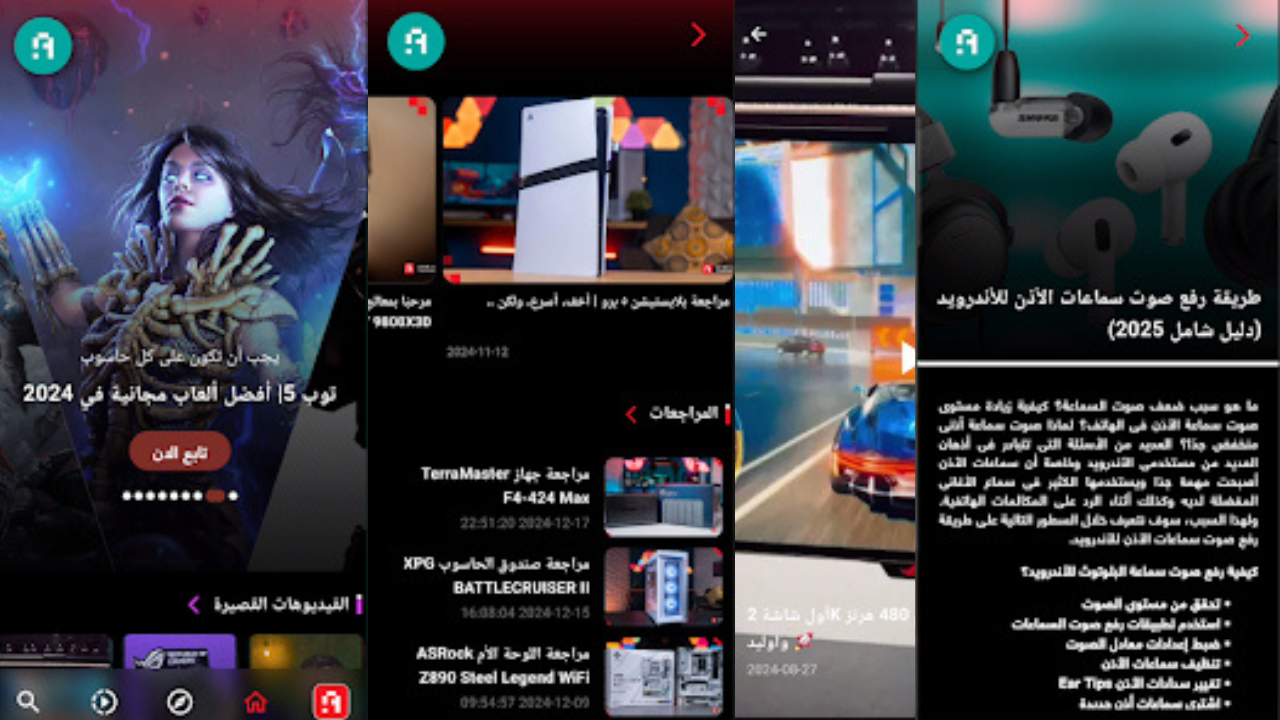 يجب أن تكون على كل حاسوب
توب 5| أفضل ألعاب مجانية في 2024
تابع الان
الفيديوهات القصيرة
مراجعة بلايستيشن 5 برو | أخف، أسرع، ولكن ..
مرحبا بمعالج
9800X3D
2024-11-12
المراجعات
مراجعة جهاز TerraMaster
F4-424 Max
22:51:20 2024-12-17
مراجعة صندوق الحاسوب XPG
BATTLECRUISER II
16:08:04 2024-12-15
مراجعة اللوحة الأم ASRock
Z890 Steel Legend WiFi
09:54:57 2024-12-09
480 هرتز Kأول شاشة 2
واوليد 🚀
2024-08-27
SHURE
طريقة رفع صوت سماعات الأذن للأندرويد
(دليل شامل 2025)
ما هو سبب ضعف صوت السماعة؟ كيفية زيادة مستوى
صوت سماعة الأذن في الهاتف؟ لماذا صوت سماعة أذني
منخفض جدًا؟ العديد من الأسئلة التي تتبادر في أذهان
العديد من مستخدمي الأندرويد وخاصة أن سماعات الأذن
أصبحت مهمة جدًا ويستخدمها الكثير في سماع الأغاني
المفضلة لديه وكذلك أثناء الرد على المكالمات الهاتفية.
ولهذا السبب، سوف نتعرف خلال السطور التالية على طريقة
رفع صوت سماعات الأذن للأندرويد.
كيفية رفع صوت سماعة البلوتوث للأندرويد؟
• تحقق من مستوى الصوت
• استخدم تطبيقات رفع صوت السماعات
• ضبط إعدادات معادل الصوت
• تنظيف سماعات الأذن
• تغيير سدادات الأذن Ear Tips
• اشتري سماعات أذن جديدة